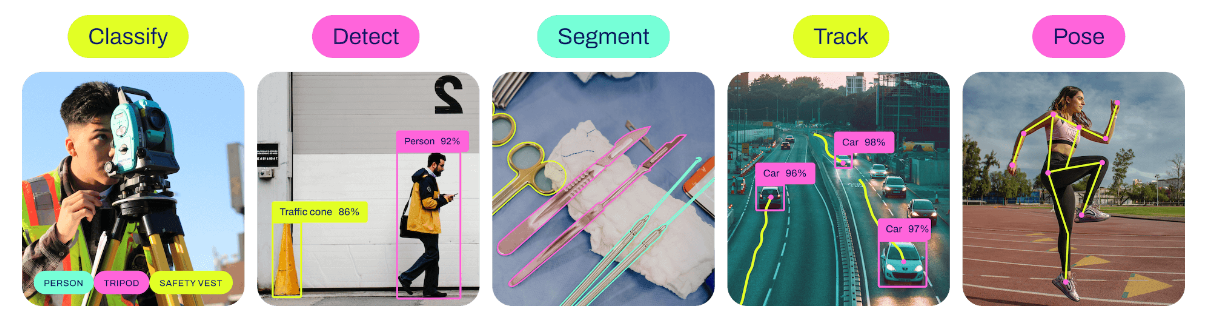 Classify
Detect
Segment
Track
Pose
PERSON
TRIPOD
SAFETY VEST
2
Person 92%
Traffic cone 86%
Car 98%
Car 96%
Car 97%